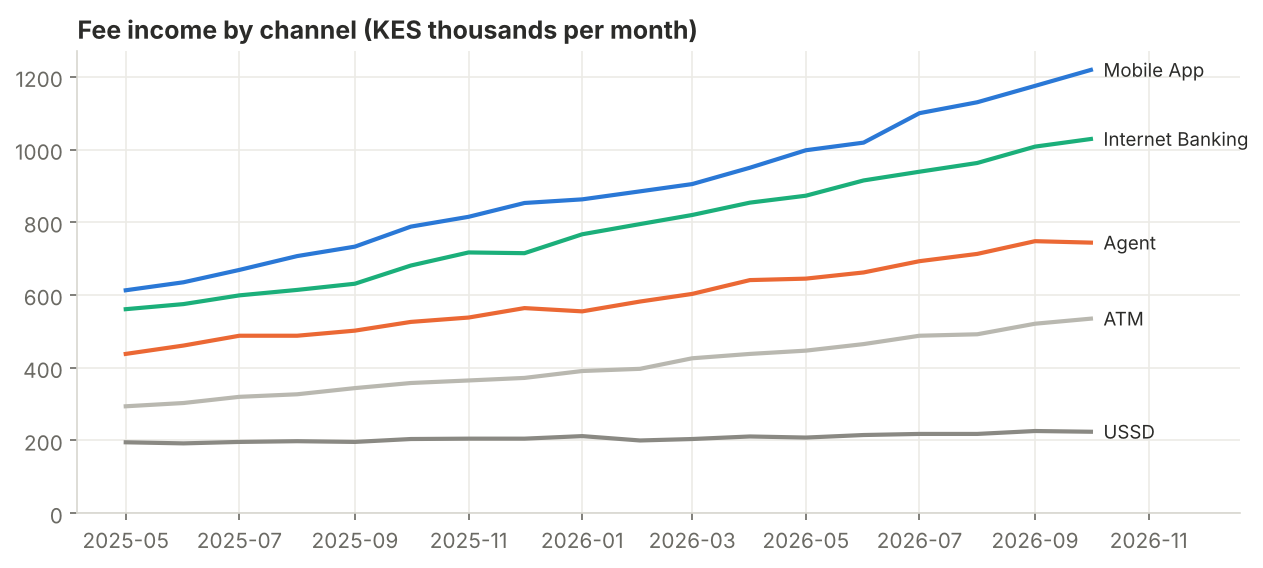 Fee income by channel (KES thousands per month)
1200
1000
800
600
400
200
0
Mobile App
Internet Banking
Agent
ATM
USSD
2025-05 2025-07 2025-09 2025-11 2026-01 2026-03 2026-05 2026-07 2026-09 2026-11